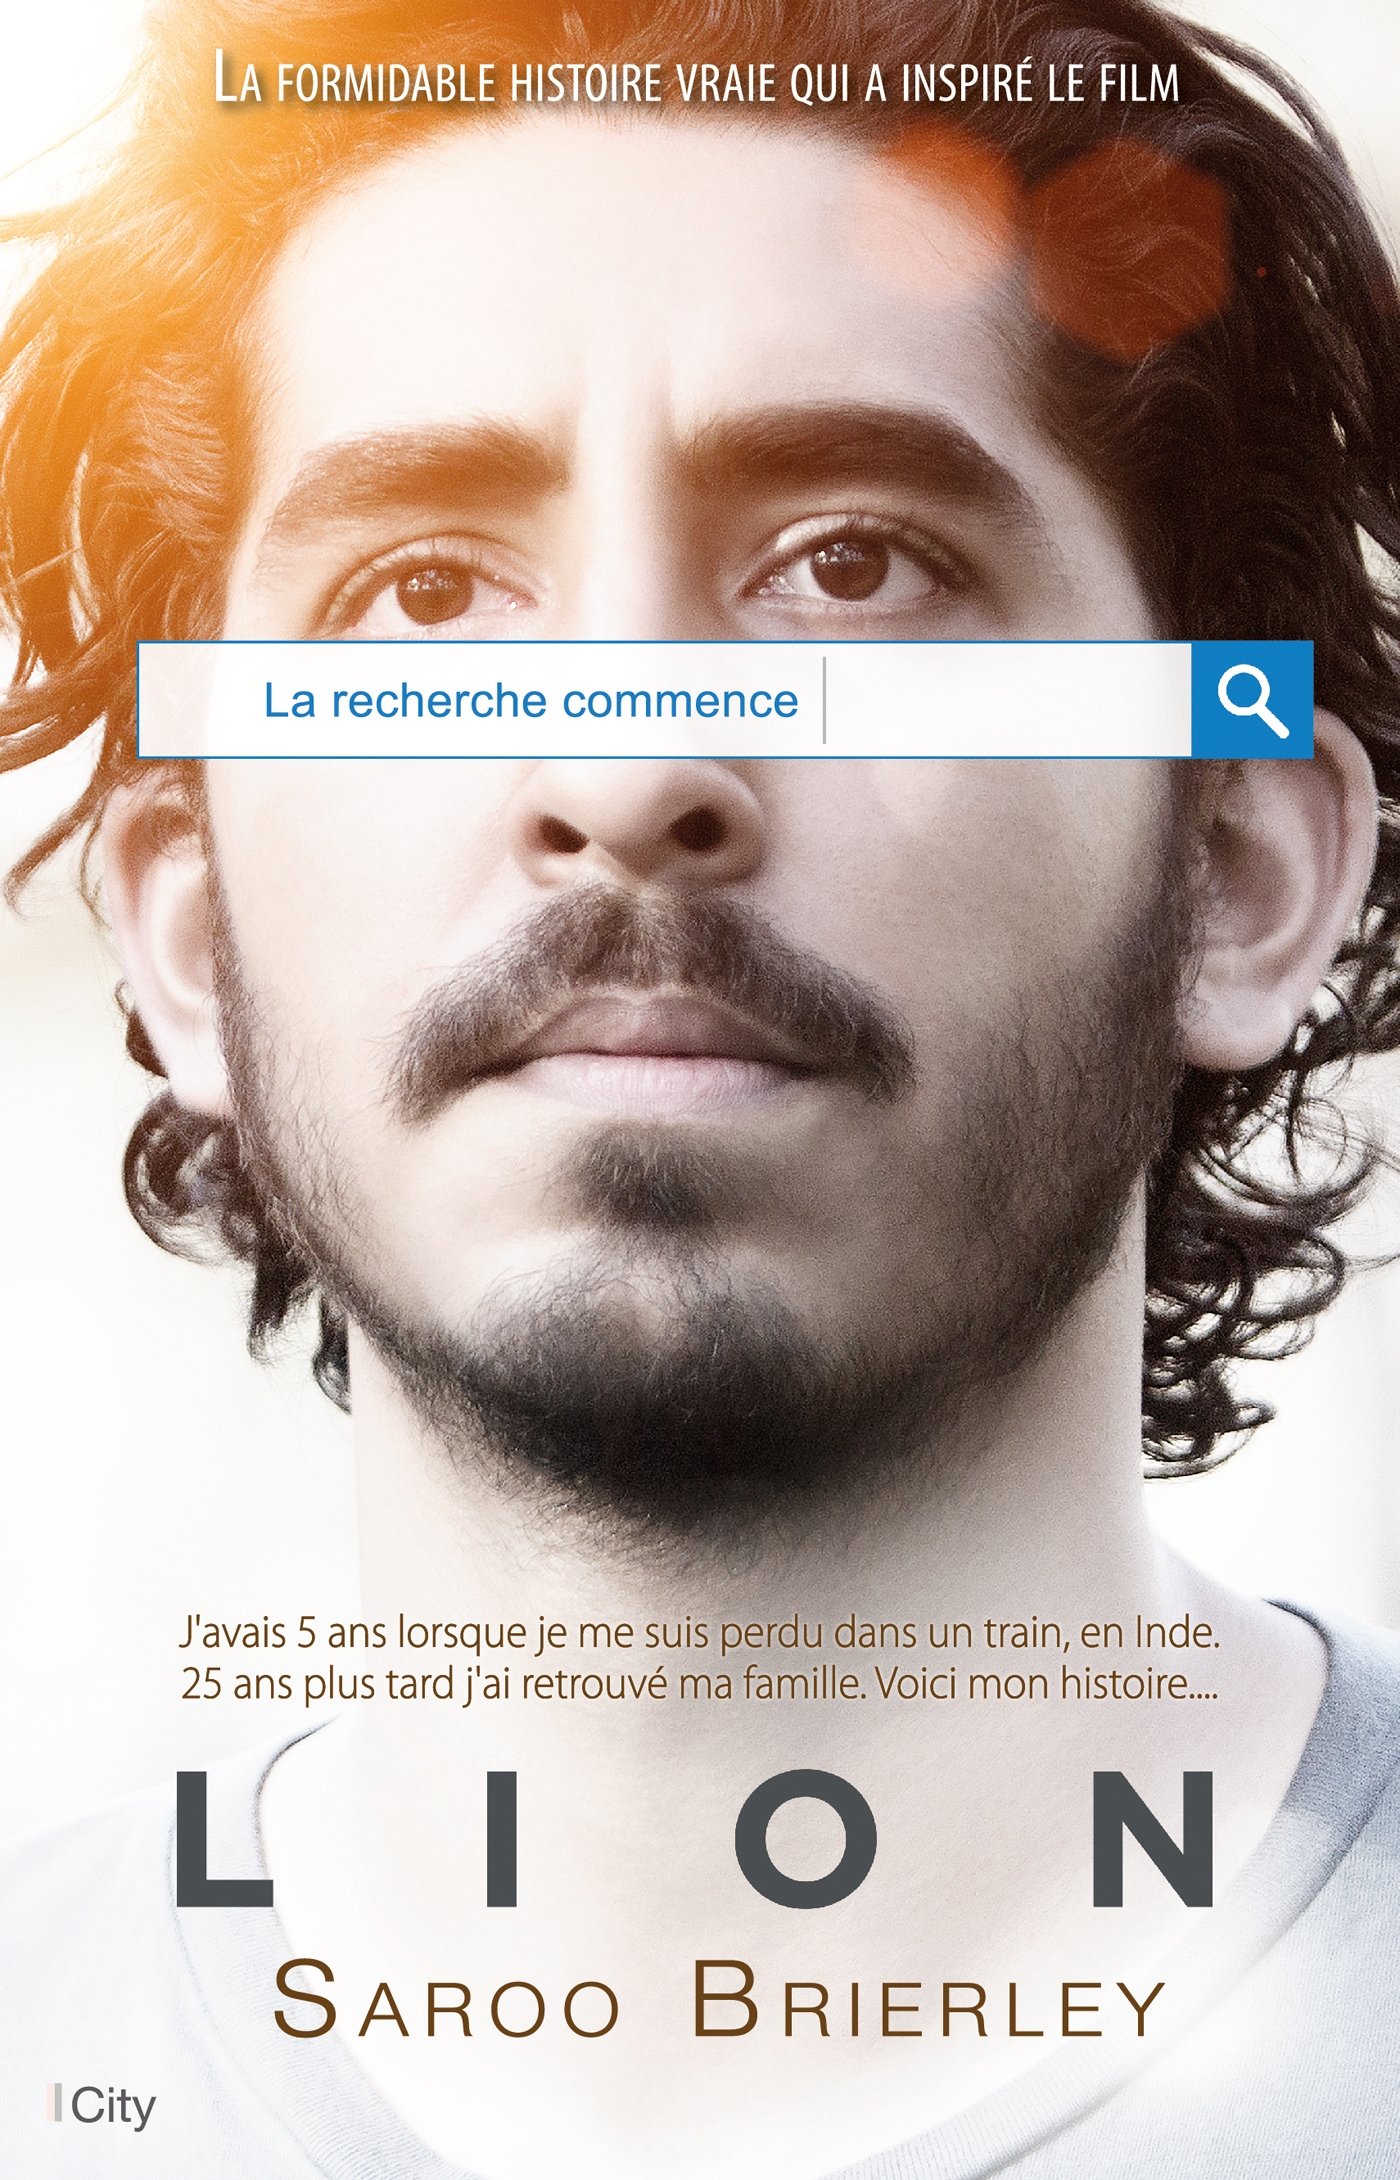 La formidable histoire vraie qui a inspiré le film
La recherche commence
J'avais 5 ans lorsque je me suis perdu dans un train, en Inde.
25 ans plus tard j'ai retrouvé ma famille. Voici mon histoire....
LION
Saroo Brierley
City